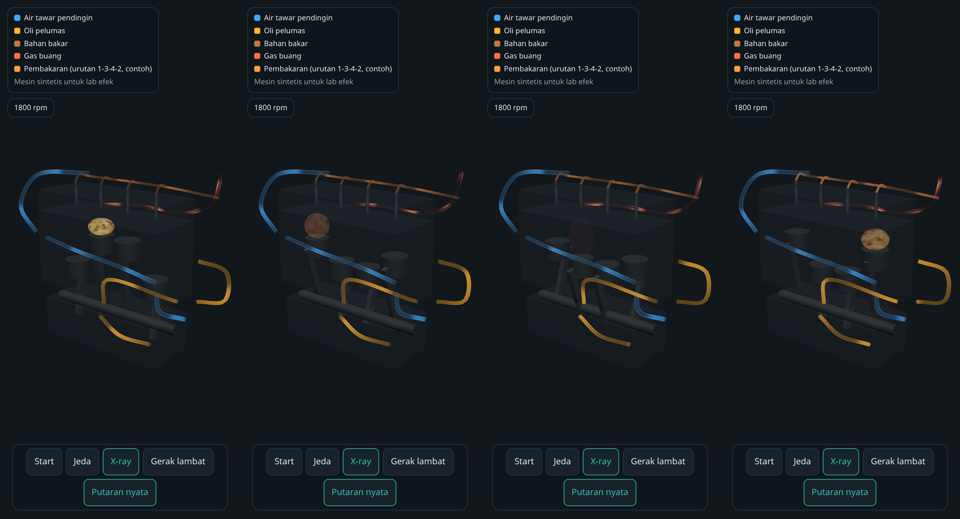 Air tawar pendingin
Oli pelumas
Bahan bakar
Gas buang
Pembakaran (urutan 1-3-4-2, contoh)
Mesin sintetis untuk lab efek
1800 rpm
Start
Jeda
X-ray
Gerak lambat
Putaran nyata
Air tawar pendingin
Oli pelumas
Bahan bakar
Gas buang
Pembakaran (urutan 1-3-4-2, contoh)
Mesin sintetis untuk lab efek
1800 rpm
Start
Jeda
X-ray
Gerak lambat
Putaran nyata
Air tawar pendingin
Oli pelumas
Bahan bakar
Gas buang
Pembakaran (urutan 1-3-4-2, contoh)
Mesin sintetis untuk lab efek
1800 rpm
Start
Jeda
X-ray
Gerak lambat
Putaran nyata
Air tawar pendingin
Oli pelumas
Bahan bakar
Gas buang
Pembakaran (urutan 1-3-4-2, contoh)
Mesin sintetis untuk lab efek
1800 rpm
Start
Jeda
X-ray
Gerak lambat
Putaran nyata